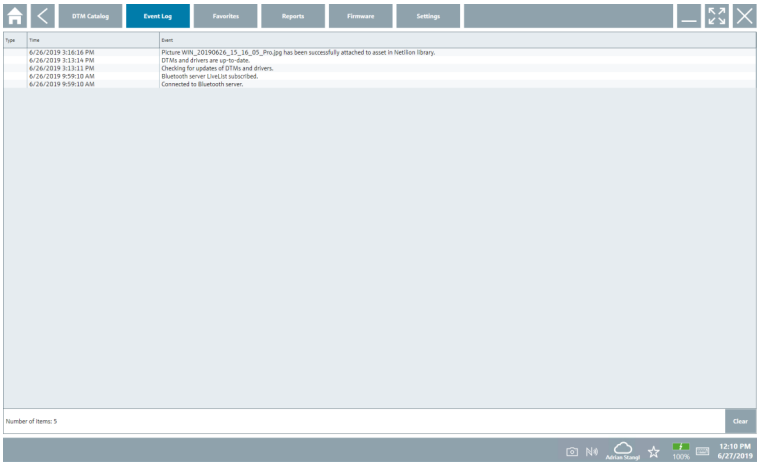 DTM Catalog Event Log Favorites Reports Firmware Settings
Type Time Event
6/26/2019 3:16:16 PM Picture WIN_20190626_15_16_05_Pro.jpg has been successfully attached to asset in Netilion library.
6/26/2019 3:13:14 PM DTMs and drivers are up-to-date.
6/26/2019 3:13:11 PM Checking for updates of DTMs and drivers.
6/26/2019 9:59:10 AM Bluetooth server LiveList subscribed.
6/26/2019 9:59:10 AM Connected to Bluetooth server.
Number of Items: 5 Clear
Adrian Stangl 100% 12:10 PM
6/27/2019